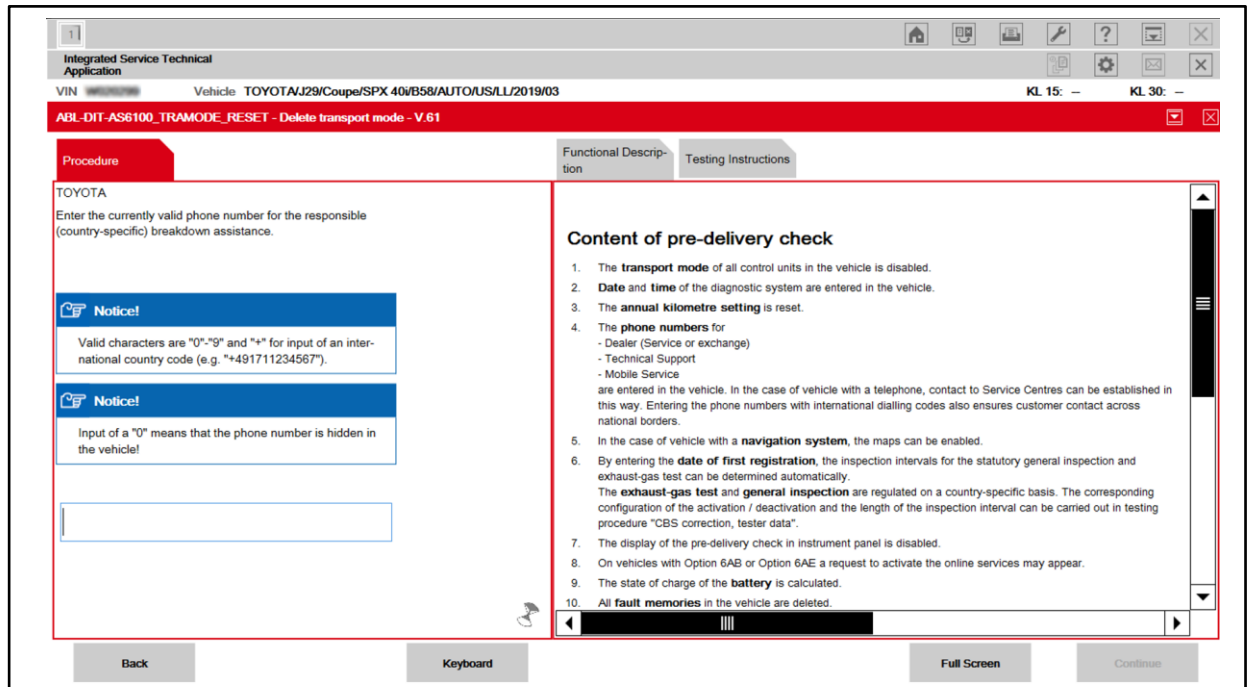 1
Integrated Service Technical
Application
VIN Vehicle TOYOTA/J29/Coupe/SPX 40i/B58/AUTO/US/LL/2019/03 KL 15: – KL 30: –
ABL-DIT-AS6100_TRAMODE_RESET - Delete transport mode - V.61
Procedure
Functional Descrip-
tion
Testing Instructions
TOYOTA
Enter the currently valid phone number for the responsible
(country-specific) breakdown assistance.
Notice!
Valid characters are "0"-"9" and "+" for input of an inter-
national country code (e.g. "+491711234567").
Notice!
Input of a "0" means that the phone number is hidden in
the vehicle!
Content of pre-delivery check
1. The transport mode of all control units in the vehicle is disabled.
2. Date and time of the diagnostic system are entered in the vehicle.
3. The annual kilometre setting is reset.
4. The phone numbers for
- Dealer (Service or exchange)
- Technical Support
- Mobile Service
are entered in the vehicle. In the case of vehicle with a telephone, contact to Service Centres can be established in
this way. Entering the phone numbers with international dialling codes also ensures customer contact across
national borders.
5. In the case of vehicle with a navigation system, the maps can be enabled.
6. By entering the date of first registration, the inspection intervals for the statutory general inspection and
exhaust-gas test can be determined automatically.
The exhaust-gas test and general inspection are regulated on a country-specific basis. The corresponding
configuration of the activation / deactivation and the length of the inspection interval can be carried out in testing
procedure "CBS correction, tester data".
7. The display of the pre-delivery check in instrument panel is disabled.
8. On vehicles with Option 6AB or Option 6AE a request to activate the online services may appear.
9. The state of charge of the battery is calculated.
10. All fault memories in the vehicle are deleted.
Back
Keyboard
Full Screen
Continue